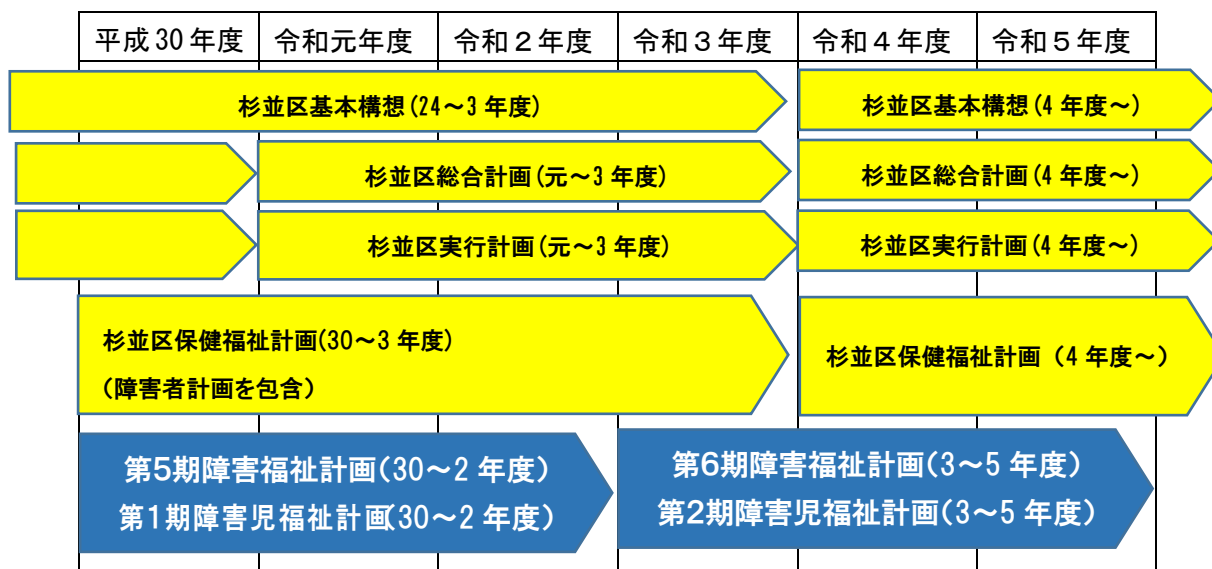 平成30年度 令和元年度 令和２年度 令和３年度 令和４年度 令和５年度
杉並区基本構想(24～3年度) 杉並区基本構想(4年度～)
杉並区総合計画(元～3年度) 杉並区総合計画(4年度～)
杉並区実行計画(元～3年度) 杉並区実行計画(4年度～)
杉並区保健福祉計画(30～3年度)
（障害者計画を包含）
杉並区保健福祉計画（4年度～）
第5期障害福祉計画(30～2年度)
第1期障害児福祉計画(30～2年度)
第6期障害福祉計画(3～5年度)
第2期障害児福祉計画(3～5年度)